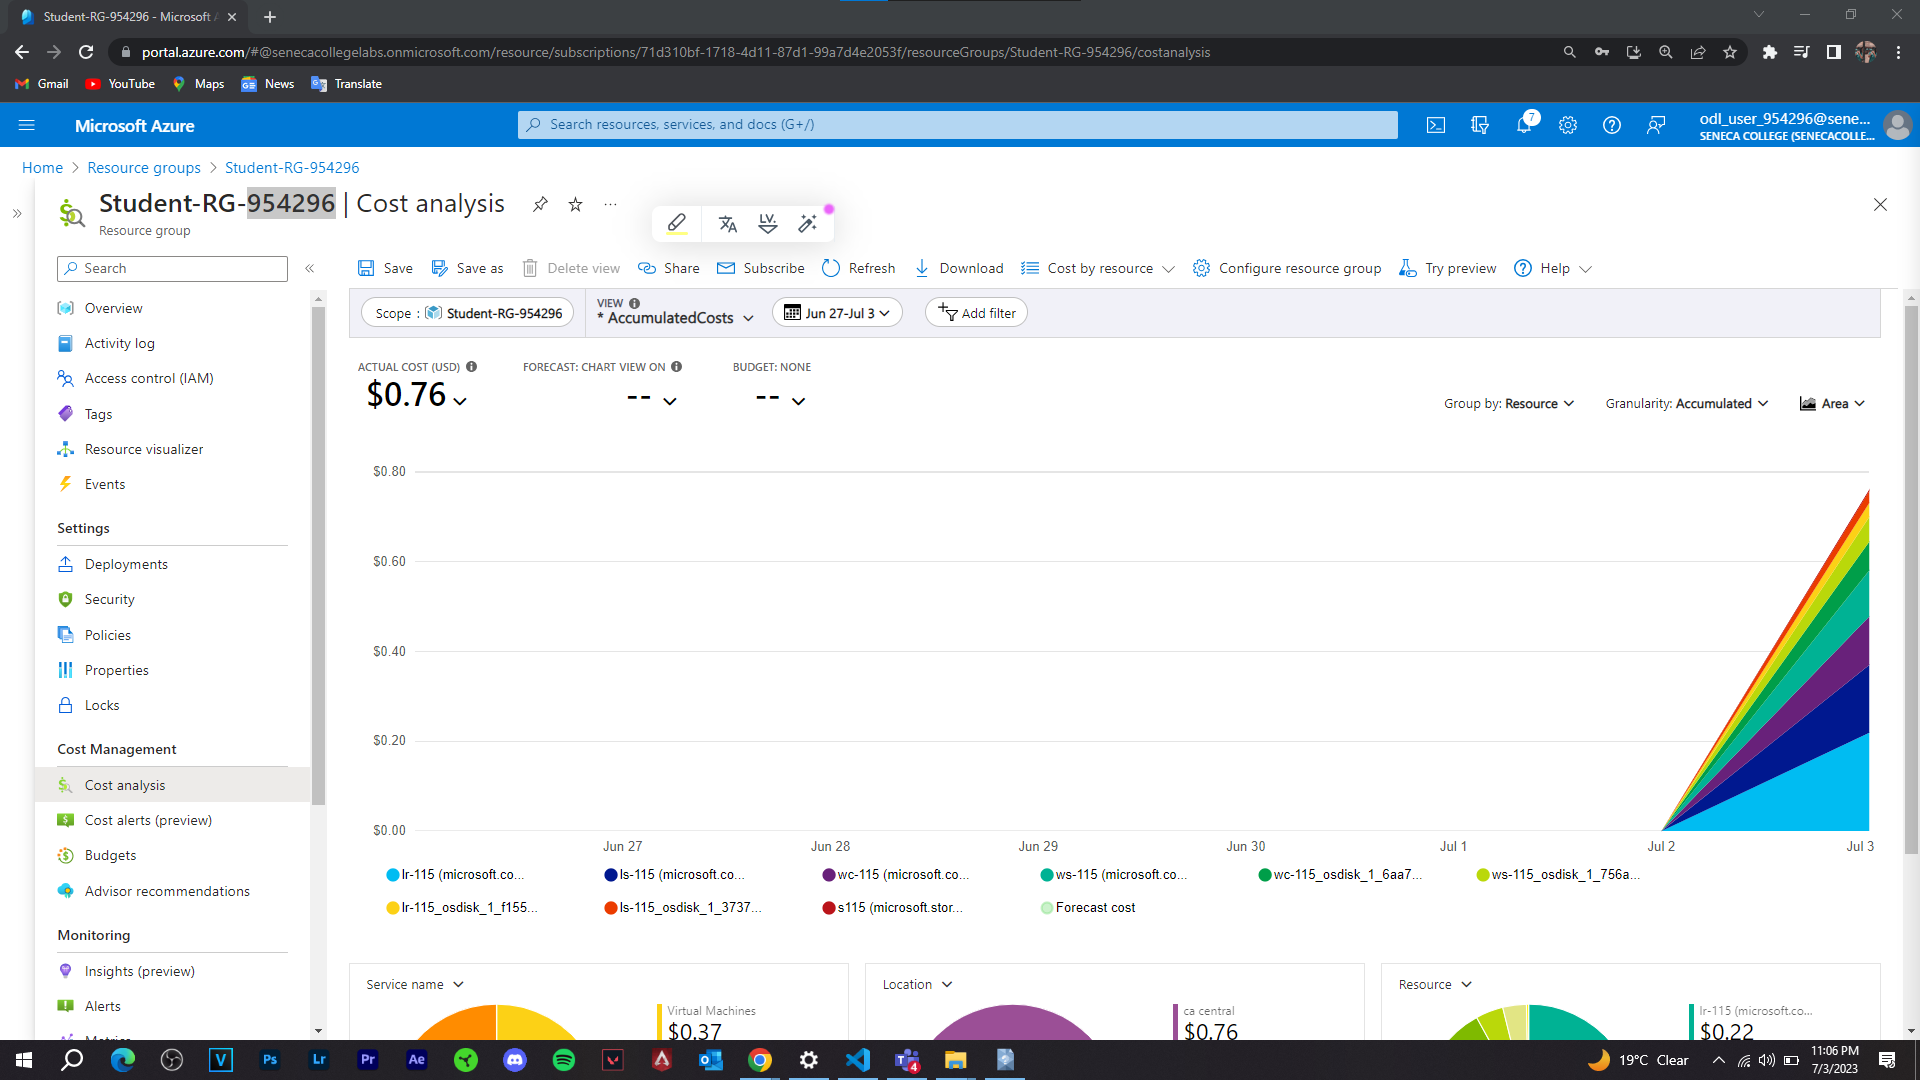 Student-RG-954296 - Microsoft A
portal.azure.com/#@senecacollegelabs.onmicrosoft.com/resource/subscriptions/71d310bf-1718-4d11-87d1-99a7d4e2053f/resourceGroups/Student-RG-954296/costanalysis
Gmail YouTube Maps News Translate
Microsoft Azure
Search resources, services, and docs (G+/)
7
odl_user_954296@sene...
SENECA COLLEGE (SENECACOLLE...
Home > Resource groups > Student-RG-954296
Student-RG-954296 | Cost analysis
Resource group
LV.
Search
Save Save as Delete view Share Subscribe Refresh Download Cost by resource Configure resource group Try preview Help
Overview
Activity log
Access control (IAM)
Tags
Resource visualizer
Events
Settings
Deployments
Security
Policies
Properties
Locks
Cost Management
Cost analysis
Cost alerts (preview)
Budgets
Advisor recommendations
Monitoring
Insights (preview)
Alerts
Metrics
Scope : Student-RG-954296
VIEW
* AccumulatedCosts
Jun 27-Jul 3
Add filter
ACTUAL COST (USD) FORECAST: CHART VIEW ON BUDGET: NONE
$0.76 -- --
Group by: Resource Granularity: Accumulated Area
$0.80
$0.60
$0.40
$0.20
$0.00
Jun 27 Jun 28 Jun 29 Jun 30 Jul 1 Jul 2 Jul 3
lr-115 (microsoft.co... ls-115 (microsoft.co... wc-115 (microsoft.co... ws-115 (microsoft.co... wc-115_osdisk_1_6aa7... ws-115_osdisk_1_756a...
lr-115_osdisk_1_f155... ls-115_osdisk_1_3737... s115 (microsoft.stor... Forecast cost
Service name
Virtual Machines
$0.37
Location
ca central
$0.76
Resource
lr-115 (microsoft.co...
$0.22
V Ps Lr Pr Ae
4
19°C Clear
11:06 PM
7/3/2023